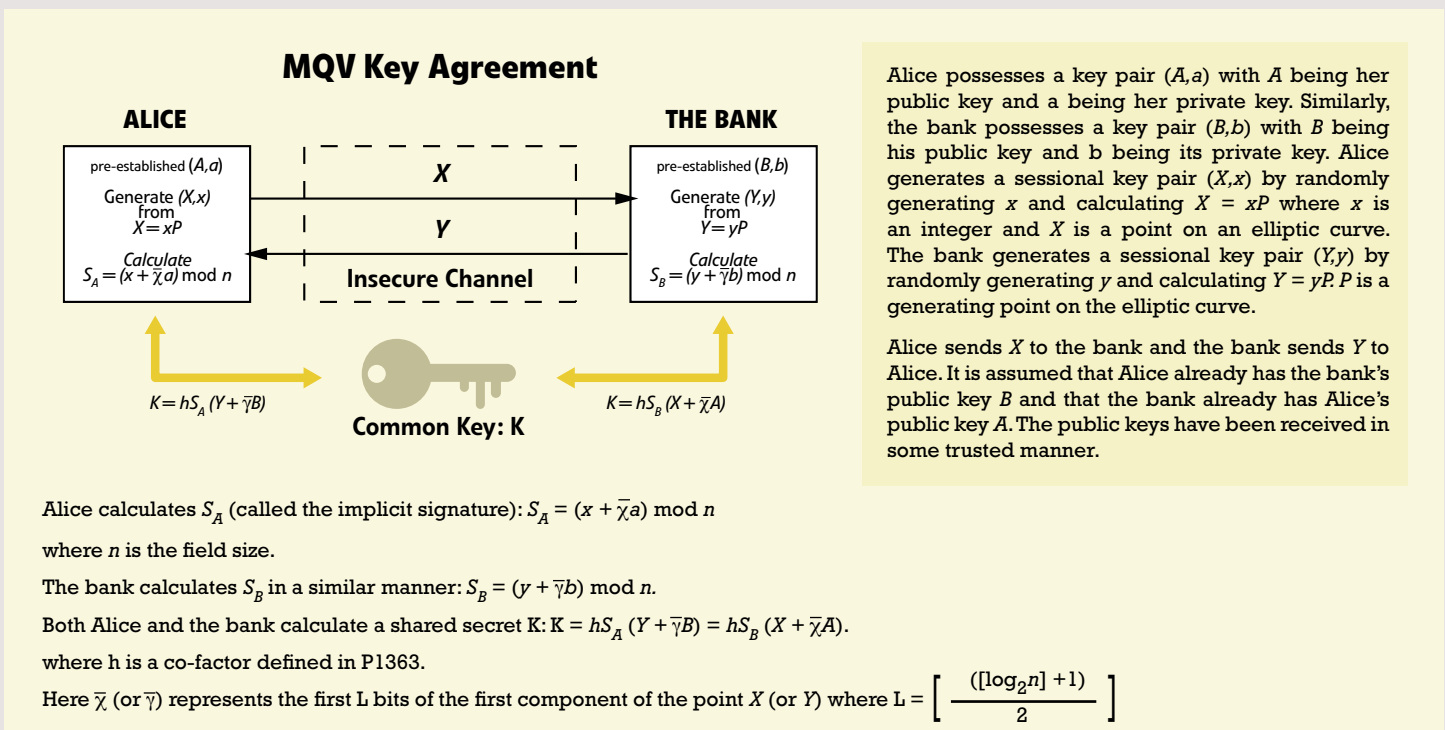 MQV Key Agreement
ALICE
pre-established (A,a)
Generate (X,x)
from
X = xP
Calculate
S_A = (x + χ̅a) mod n
X
Y
Insecure Channel
THE BANK
pre-established (B,b)
Generate (Y,y)
from
Y = yP
Calculate
S_B = (y + γ̅b) mod n
K = hS_A (Y + γ̅B)
K = hS_B (X + χ̅A)
Common Key: K
Alice possesses a key pair (A,a) with A being her
public key and a being her private key. Similarly,
the bank possesses a key pair (B,b) with B being
his public key and b being its private key. Alice
generates a sessional key pair (X,x) by randomly
generating x and calculating X = xP where x is
an integer and X is a point on an elliptic curve.
The bank generates a sessional key pair (Y,y) by
randomly generating y and calculating Y = yP. P is a
generating point on the elliptic curve.
Alice sends X to the bank and the bank sends Y to
Alice. It is assumed that Alice already has the bank's
public key B and that the bank already has Alice's
public key A. The public keys have been received in
some trusted manner.
Alice calculates S_A (called the implicit signature): S_A = (x + χ̅a) mod n
where n is the field size.
The bank calculates S_B in a similar manner: S_B = (y + γ̅b) mod n.
Both Alice and the bank calculate a shared secret K: K = hS_A (Y + γ̅B) = hS_B (X + χ̅A).
where h is a co-factor defined in P1363.
Here χ̅ (or γ̅) represents the first L bits of the first component of the point X (or Y) where L = [ ([log₂n] +1) / 2 ]